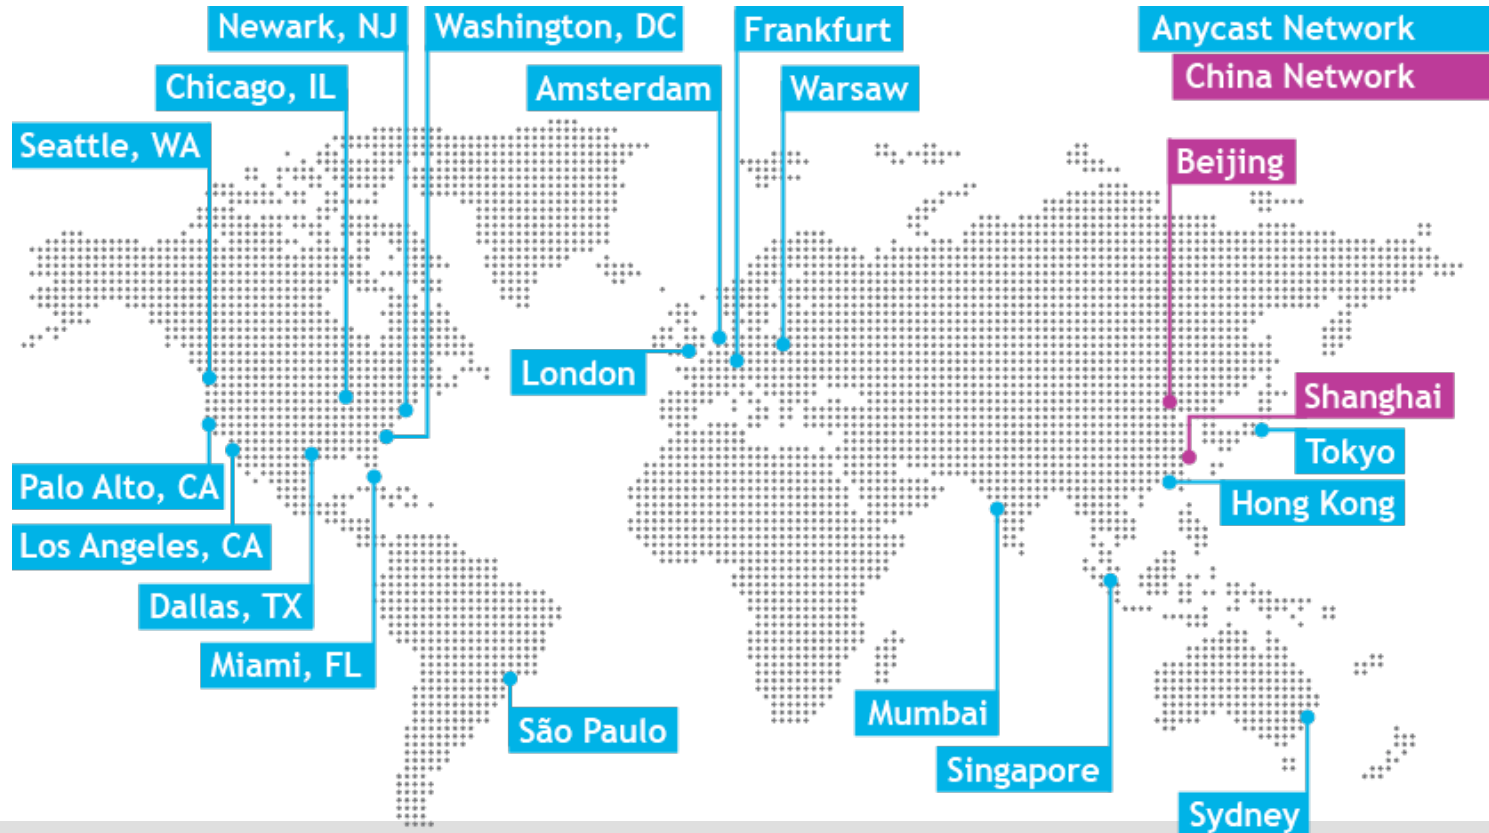 Newark, NJ
Washington, DC
Frankfurt
Anycast Network
Chicago, IL
Amsterdam
Warsaw
China Network
Seattle, WA
Beijing
London
Shanghai
Tokyo
Palo Alto, CA
Hong Kong
Los Angeles, CA
Dallas, TX
Miami, FL
São Paulo
Mumbai
Singapore
Sydney